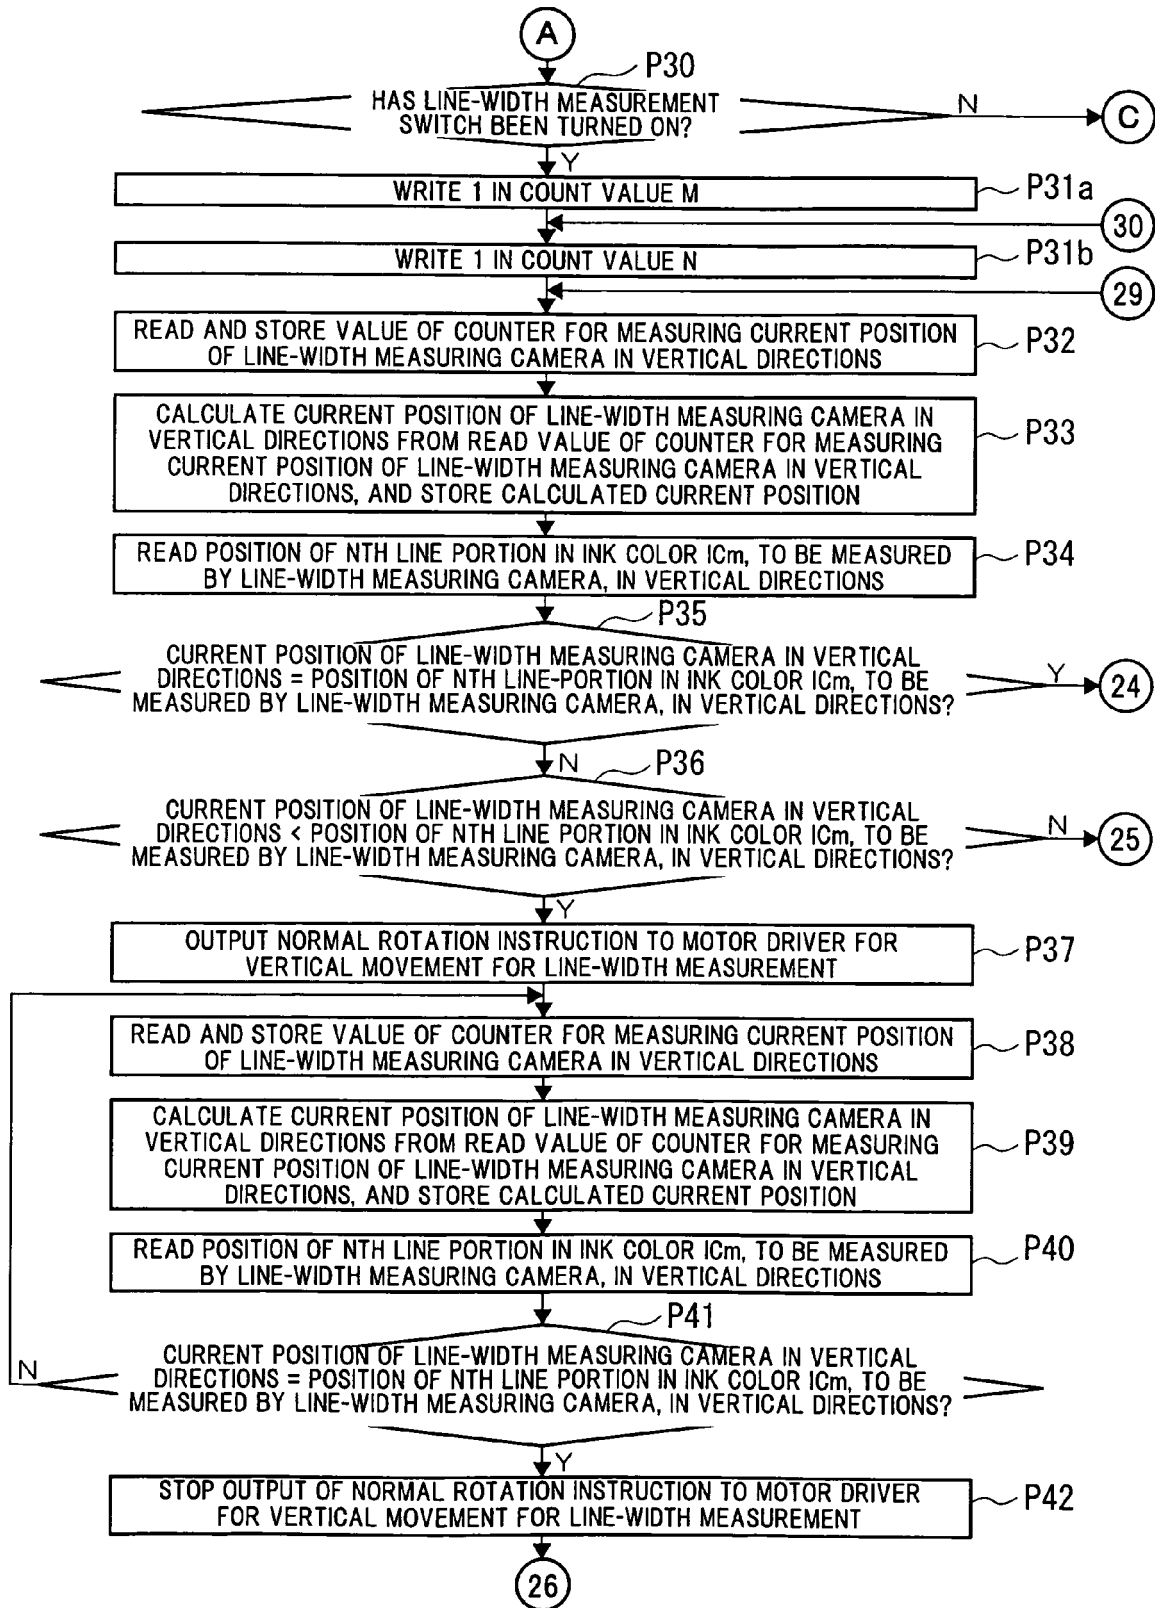 A
P30
HAS LINE-WIDTH MEASUREMENT
SWITCH BEEN TURNED ON?
N
C
Y
WRITE 1 IN COUNT VALUE M
P31a
30
WRITE 1 IN COUNT VALUE N
P31b
29
READ AND STORE VALUE OF COUNTER FOR MEASURING CURRENT POSITION
OF LINE-WIDTH MEASURING CAMERA IN VERTICAL DIRECTIONS
P32
CALCULATE CURRENT POSITION OF LINE-WIDTH MEASURING CAMERA IN
VERTICAL DIRECTIONS FROM READ VALUE OF COUNTER FOR MEASURING
CURRENT POSITION OF LINE-WIDTH MEASURING CAMERA IN VERTICAL
DIRECTIONS, AND STORE CALCULATED CURRENT POSITION
P33
READ POSITION OF NTH LINE PORTION IN INK COLOR ICm, TO BE MEASURED
BY LINE-WIDTH MEASURING CAMERA, IN VERTICAL DIRECTIONS
P34
P35
CURRENT POSITION OF LINE-WIDTH MEASURING CAMERA IN VERTICAL
DIRECTIONS = POSITION OF NTH LINE-PORTION IN INK COLOR ICm, TO BE
MEASURED BY LINE-WIDTH MEASURING CAMERA, IN VERTICAL DIRECTIONS?
Y
24
N
P36
CURRENT POSITION OF LINE-WIDTH MEASURING CAMERA IN VERTICAL
DIRECTIONS < POSITION OF NTH LINE PORTION IN INK COLOR ICm, TO BE
MEASURED BY LINE-WIDTH MEASURING CAMERA, IN VERTICAL DIRECTIONS?
N
25
Y
OUTPUT NORMAL ROTATION INSTRUCTION TO MOTOR DRIVER FOR
VERTICAL MOVEMENT FOR LINE-WIDTH MEASUREMENT
P37
READ AND STORE VALUE OF COUNTER FOR MEASURING CURRENT POSITION
OF LINE-WIDTH MEASURING CAMERA IN VERTICAL DIRECTIONS
P38
CALCULATE CURRENT POSITION OF LINE-WIDTH MEASURING CAMERA IN
VERTICAL DIRECTIONS FROM READ VALUE OF COUNTER FOR MEASURING
CURRENT POSITION OF LINE-WIDTH MEASURING CAMERA IN VERTICAL
DIRECTIONS, AND STORE CALCULATED CURRENT POSITION
P39
READ POSITION OF NTH LINE PORTION IN INK COLOR ICm, TO BE MEASURED
BY LINE-WIDTH MEASURING CAMERA, IN VERTICAL DIRECTIONS
P40
P41
CURRENT POSITION OF LINE-WIDTH MEASURING CAMERA IN VERTICAL
DIRECTIONS = POSITION OF NTH LINE PORTION IN INK COLOR ICm, TO BE
MEASURED BY LINE-WIDTH MEASURING CAMERA, IN VERTICAL DIRECTIONS?
N
Y
STOP OUTPUT OF NORMAL ROTATION INSTRUCTION TO MOTOR DRIVER
FOR VERTICAL MOVEMENT FOR LINE-WIDTH MEASUREMENT
P42
26